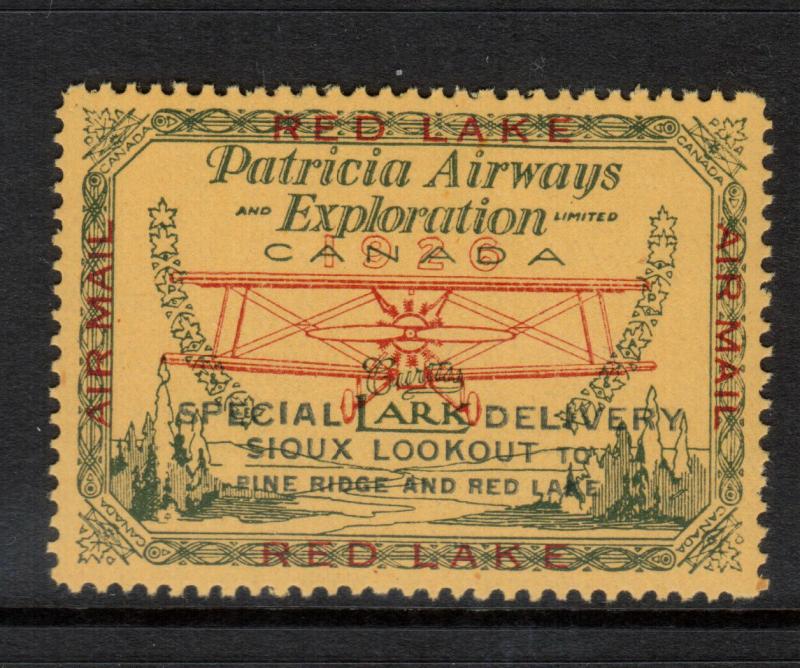 RED LAKE
CANADA
CANADA
Patricia Airways
AND Exploration LIMITED
1926
CANADA
AIR MAIL
AIR MAIL
Curtiss
SPECIAL LARK DELIVERY
SIOUX LOOKOUT TO
PINE RIDGE AND RED LAKE
CANADA
CANADA
RED LAKE